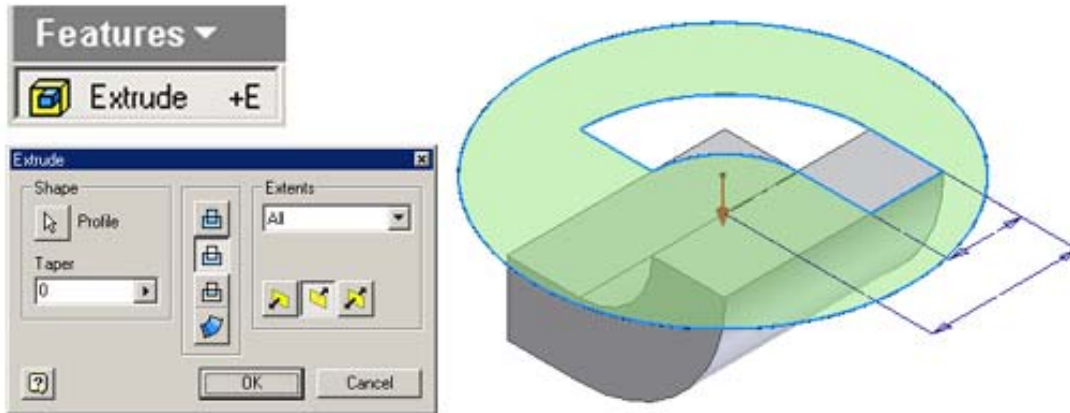 Features
Extrude +E
Extrude
Shape
Profile
Taper
0
Extents
All
?
OK
Cancel